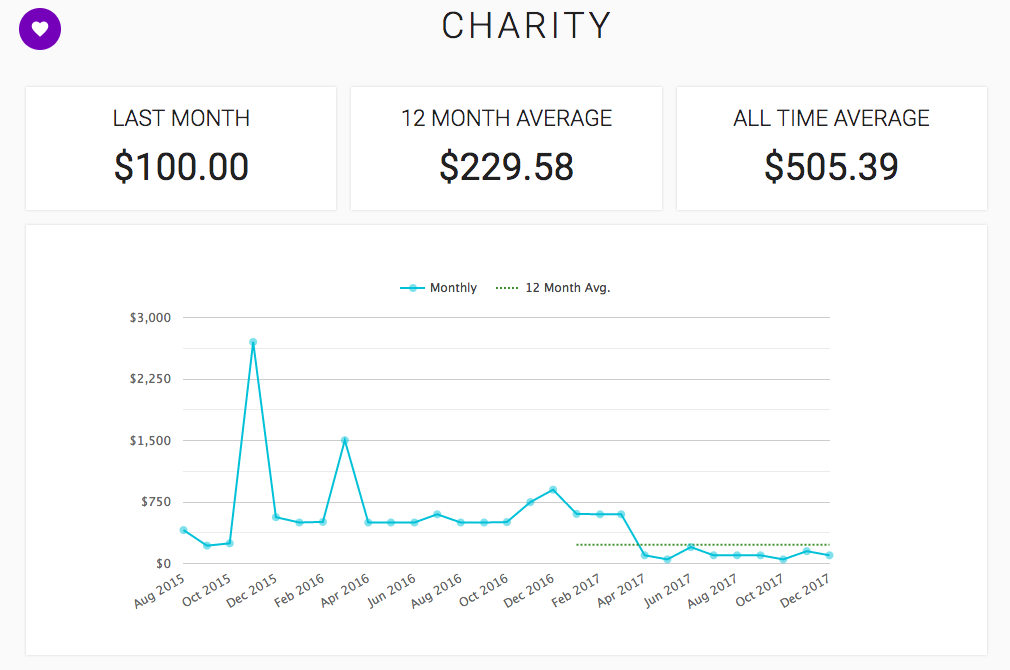 CHARITY
LAST MONTH
$100.00
12 MONTH AVERAGE
$229.58
ALL TIME AVERAGE
$505.39
Monthly 12 Month Avg.
$3,000
$2,250
$1,500
$750
$0
Aug 2015 Oct 2015 Dec 2015 Feb 2016 Apr 2016 Jun 2016 Aug 2016 Oct 2016 Dec 2016 Feb 2017 Apr 2017 Jun 2017 Aug 2017 Oct 2017 Dec 2017